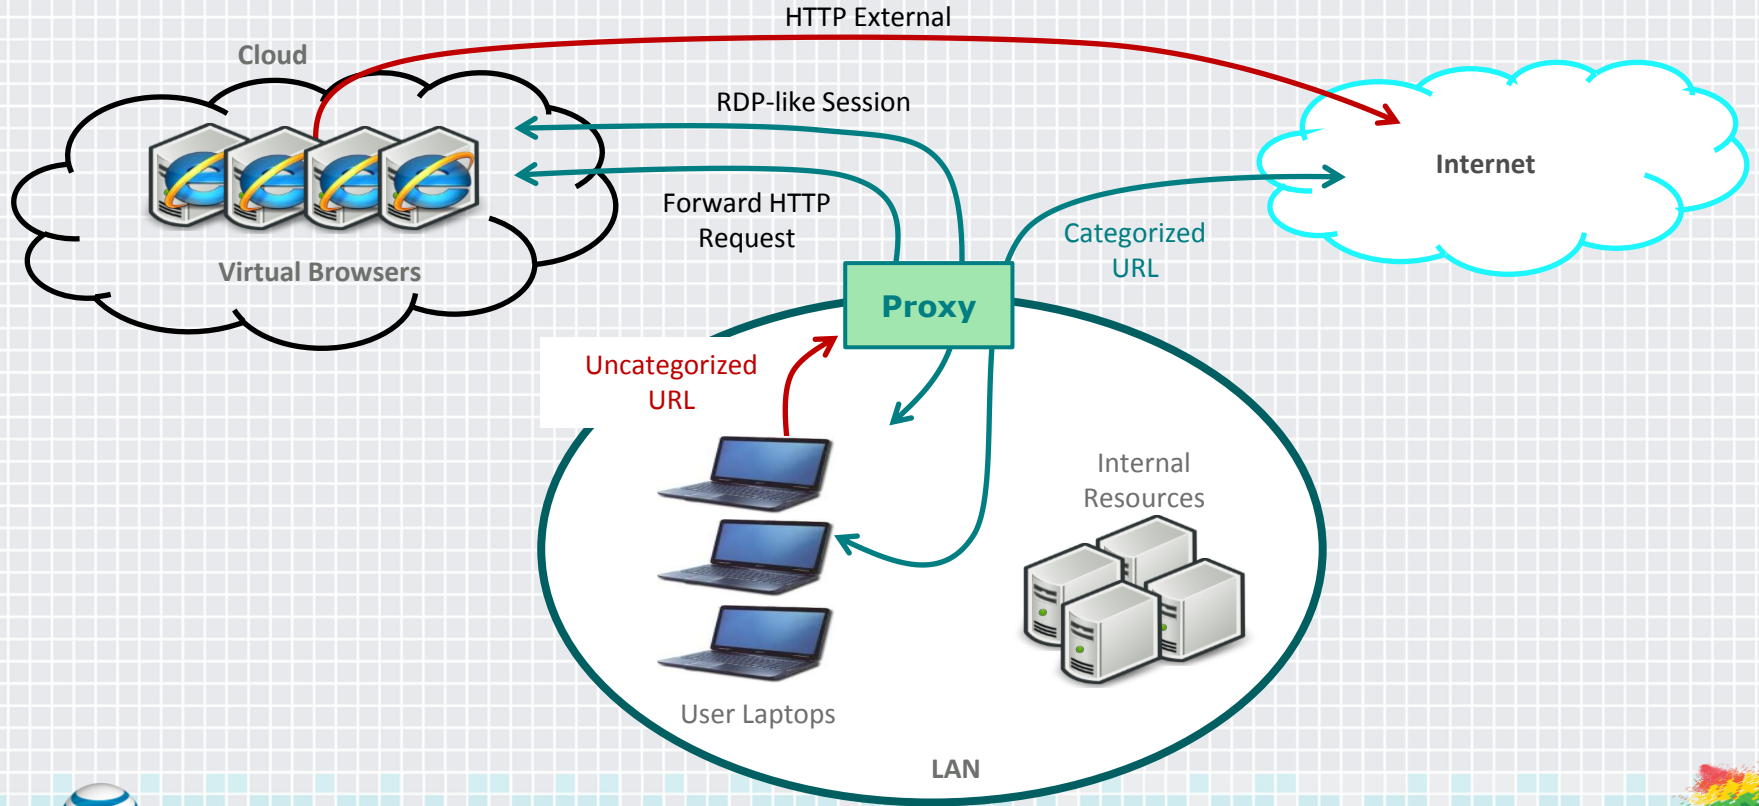 HTTP External
Cloud
RDP-like Session
Internet
Forward HTTP
Request
Categorized
URL
Virtual Browsers
Proxy
Uncategorized
URL
Internal
Resources
User Laptops
LAN